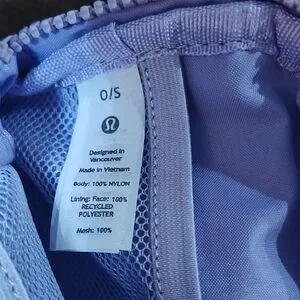 O/S
Designed in
Vancouver
Made in Vietnam
Body: 100% NYLON
Lining: Face: 100%
RECYCLED
POLYESTER
Mesh: 100%